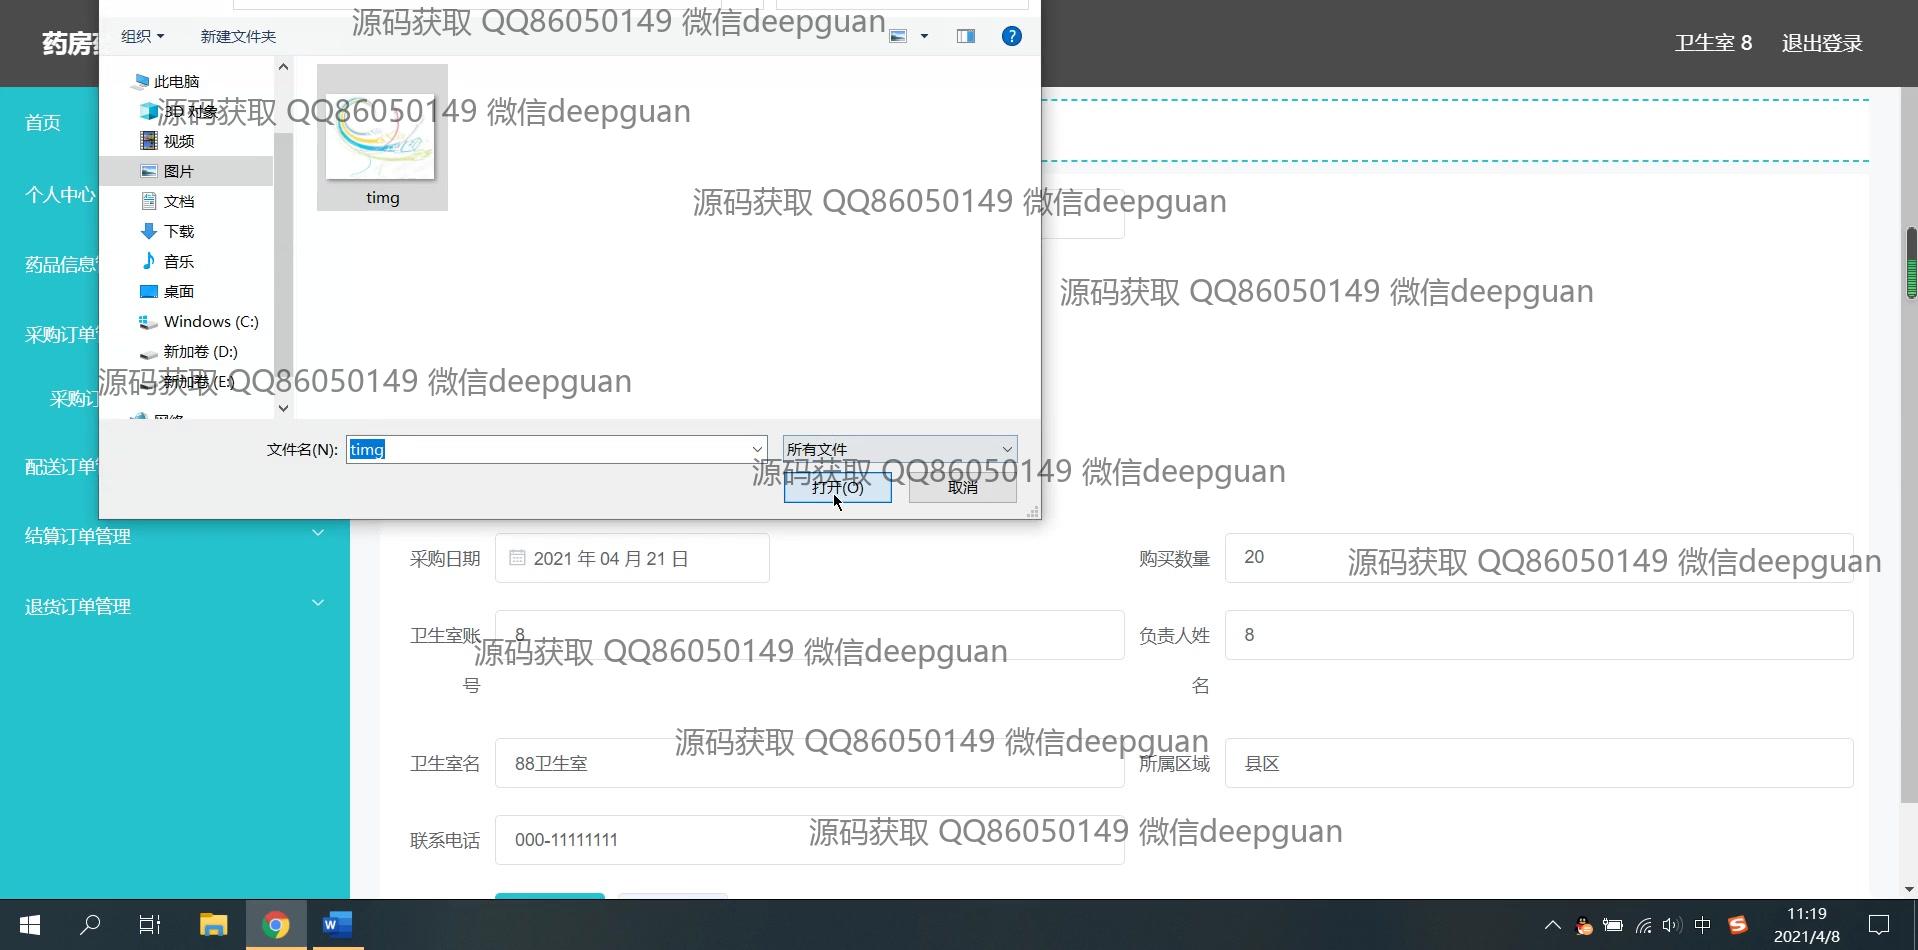 药房药
卫生室 8
退出登录
组织
新建文件夹
源码获取 QQ86050149 微信deepguan
此电脑
3D 对象
视频
图片
文档
下载
音乐
桌面
Windows (C:)
新加卷 (D:)
新加卷 (E:)
网络
timg
源码获取 QQ86050149 微信deepguan
源码获取 QQ86050149 微信deepguan
源码获取 QQ86050149 微信deepguan
源码获取 QQ86050149 微信deepguan
文件名(N):
timg
所有文件
源码获取 QQ86050149 微信deepguan
打开(O)
取消
首页
个人中心
药品信息管
采购订单管
采购订
配送订单管
结算订单管理
退货订单管理
采购日期
2021 年 04 月 21 日
购买数量
20
源码获取 QQ86050149 微信deepguan
卫生室账号
8
负责人姓名
8
源码获取 QQ86050149 微信deepguan
卫生室名
88卫生室
源码获取 QQ86050149 微信deepguan
所属区域
县区
联系电话
000-11111111
源码获取 QQ86050149 微信deepguan
中
11:19
2021/4/8